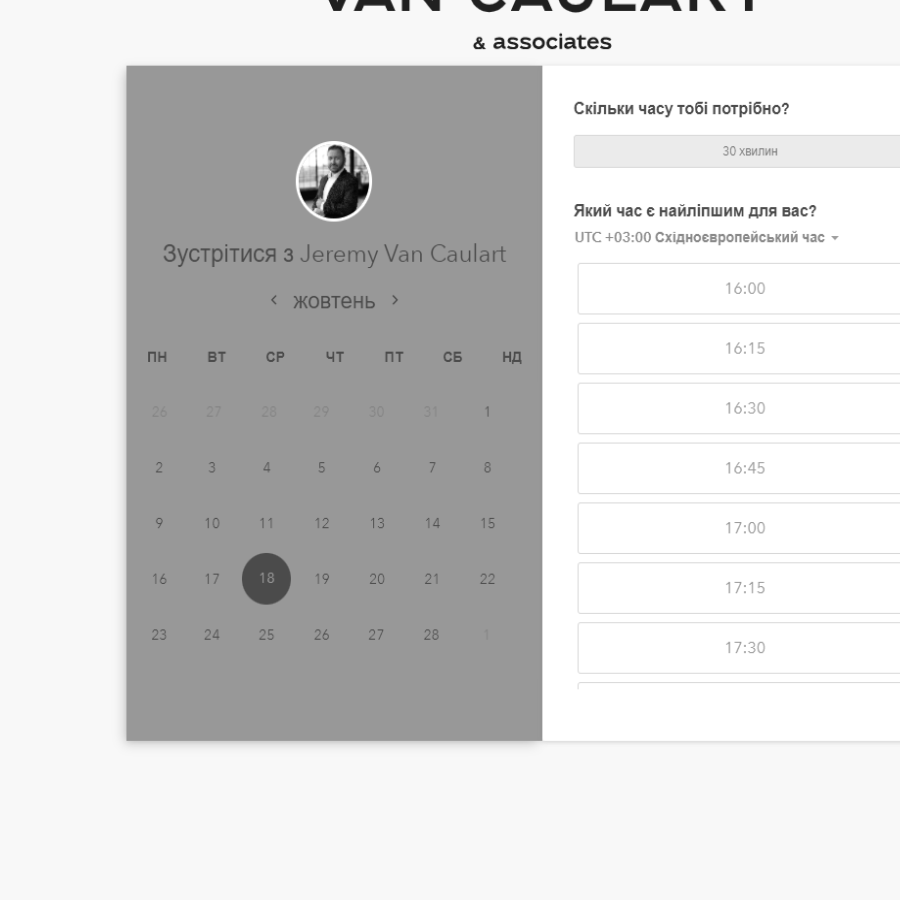 VAN CAULART
& associates
Зустрітися з Jeremy Van Caulart
жовтень
ПН ВТ СР ЧТ ПТ СБ НД
26 27 28 29 30 31 1
2 3 4 5 6 7 8
9 10 11 12 13 14 15
16 17 18 19 20 21 22
23 24 25 26 27 28 1
Скільки часу тобі потрібно?
30 хвилин
Який час є найліпшим для вас?
UTC +03:00 Східноєвропейський час
16:00
16:15
16:30
16:45
17:00
17:15
17:30